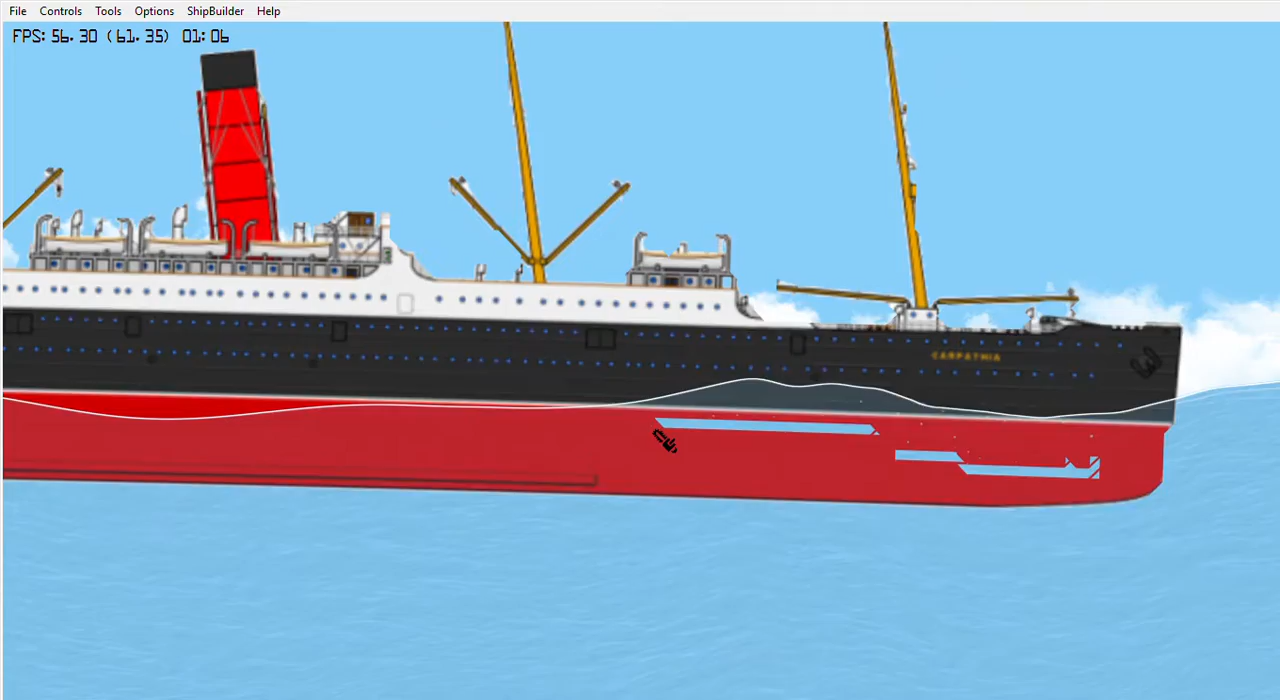 File Controls Tools Options ShipBuilder Help
FPS: 56.30 (61.35) 01:06
CARPATHIA